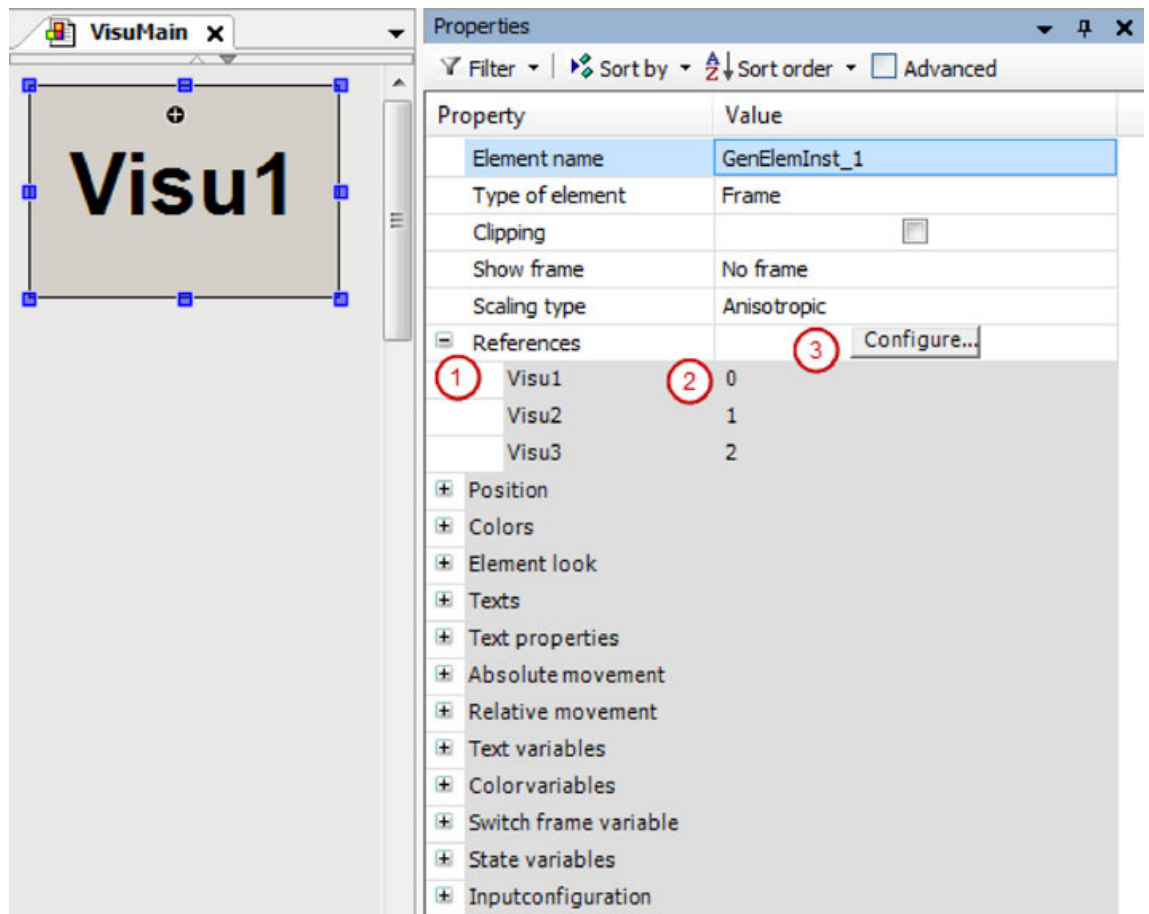 VisuMain
Visu1
Properties
Filter Sort by Sort order Advanced
Property Value
Element name GenElemInst_1
Type of element Frame
Clipping
Show frame No frame
Scaling type Anisotropic
References 3 Configure...
1 Visu1 2 0
Visu2 1
Visu3 2
Position
Colors
Element look
Texts
Text properties
Absolute movement
Relative movement
Text variables
Colorvariables
Switch frame variable
State variables
Inputconfiguration